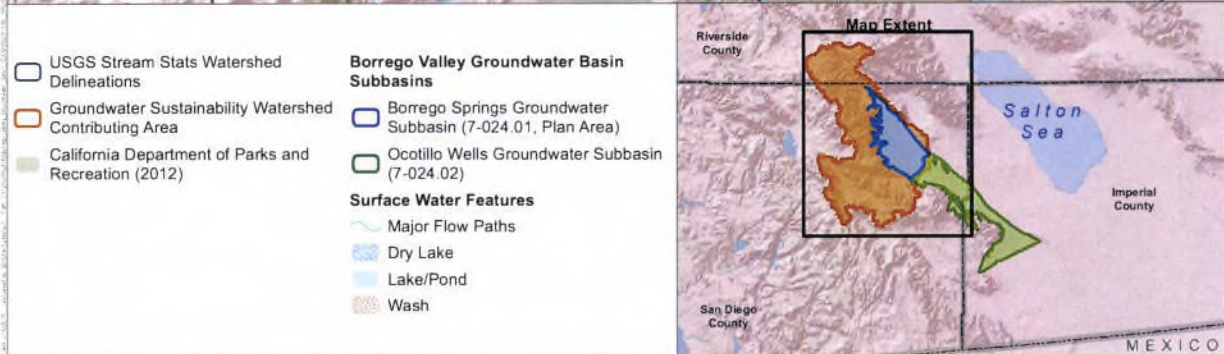 USGS Stream Stats Watershed
Delineations
Groundwater Sustainability Watershed
Contributing Area
California Department of Parks and
Recreation (2012)
Borrego Valley Groundwater Basin
Subbasins
Borrego Springs Groundwater
Subbasin (7-024.01, Plan Area)
Ocotillo Wells Groundwater Subbasin
(7-024.02)
Surface Water Features
Major Flow Paths
Dry Lake
Lake/Pond
Wash
Map Extent
Riverside
County
Salton
Sea
Imperial
County
San Diego
County
MEXICO